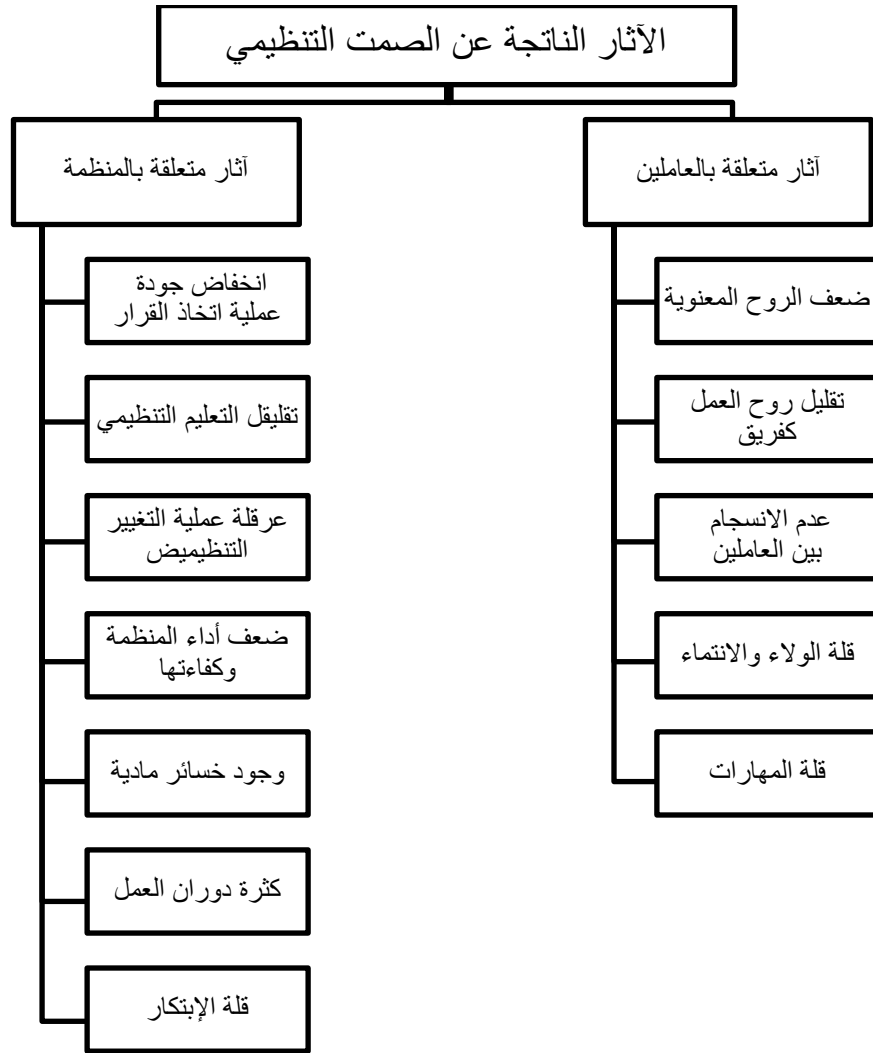 الآثار الناتجة عن الصمت التنظيمي
آثار متعلقة بالعاملين
ضعف الروح المعنوية
تقليل روح العمل
كفريق
عدم الانسجام
بين العاملين
قلة الولاء والانتماء
قلة المهارات
آثار متعلقة بالمنظمة
انخفاض جودة
عملية اتخاذ القرار
تقليقل التعليم التنظيمي
عرقلة عملية التغيير
التنظيميض
ضعف أداء المنظمة
وكفاءتها
وجود خسائر مادية
كثرة دوران العمل
قلة الإبتكار